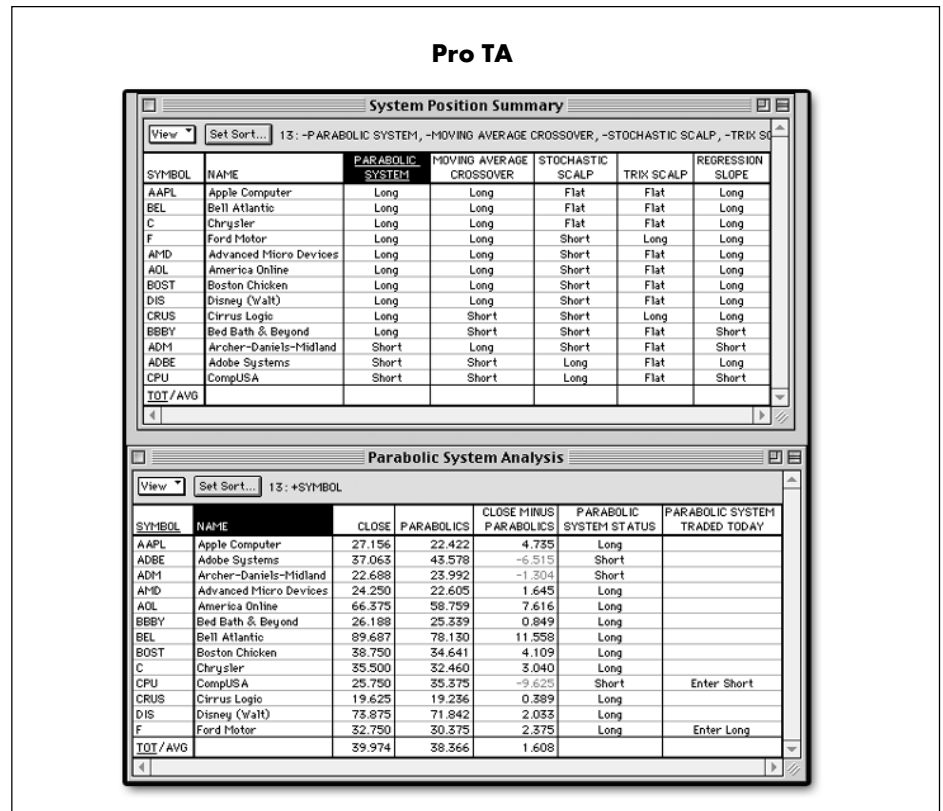 Pro TA
System Position Summary
View Set Sort... 13: -PARABOLIC SYSTEM, -MOVING AVERAGE CROSSOVER, -STOCHASTIC SCALP, -TRIX SC
SYMBOL NAME PARABOLIC SYSTEM MOVING AVERAGE CROSSOVER STOCHASTIC SCALP TRIX SCALP REGRESSION SLOPE
AAPL Apple Computer Long Long Flat Flat Long
BEL Bell Atlantic Long Long Flat Flat Long
C Chrysler Long Long Flat Flat Long
F Ford Motor Long Long Short Long Long
AMD Advanced Micro Devices Long Long Short Flat Long
AOL America Online Long Long Short Flat Long
BOST Boston Chicken Long Long Short Flat Long
DIS Disney (Walt) Long Long Short Flat Long
CRUS Cirrus Logic Long Short Short Long Long
BBBY Bed Bath & Beyond Long Short Short Flat Short
ADM Archer-Daniels-Midland Short Long Short Flat Short
ADBE Adobe Systems Short Short Long Flat Long
CPU CompUSA Short Short Long Flat Short
TOT/AVG
Parabolic System Analysis
View Set Sort... 13: +SYMBOL
SYMBOL NAME CLOSE PARABOLICS CLOSE MINUS PARABOLICS PARABOLIC SYSTEM STATUS PARABOLIC SYSTEM TRADED TODAY
AAPL Apple Computer 27.156 22.422 4.735 Long
ADBE Adobe Systems 37.063 43.578 -6.515 Short
ADM Archer-Daniels-Midland 22.688 23.992 -1.304 Short
AMD Advanced Micro Devices 24.250 22.605 1.645 Long
AOL America Online 66.375 58.759 7.616 Long
BBBY Bed Bath & Beyond 26.188 25.339 0.849 Long
BEL Bell Atlantic 89.687 78.130 11.558 Long
BOST Boston Chicken 38.750 34.641 4.109 Long
C Chrysler 35.500 32.460 3.040 Long
CPU CompUSA 25.750 35.375 -9.625 Short Enter Short
CRUS Cirrus Logic 19.625 19.236 0.389 Long
DIS Disney (Walt) 73.875 71.842 2.033 Long
F Ford Motor 32.750 30.375 2.375 Long Enter Long
TOT/AVG 39.974 38.366 1.608